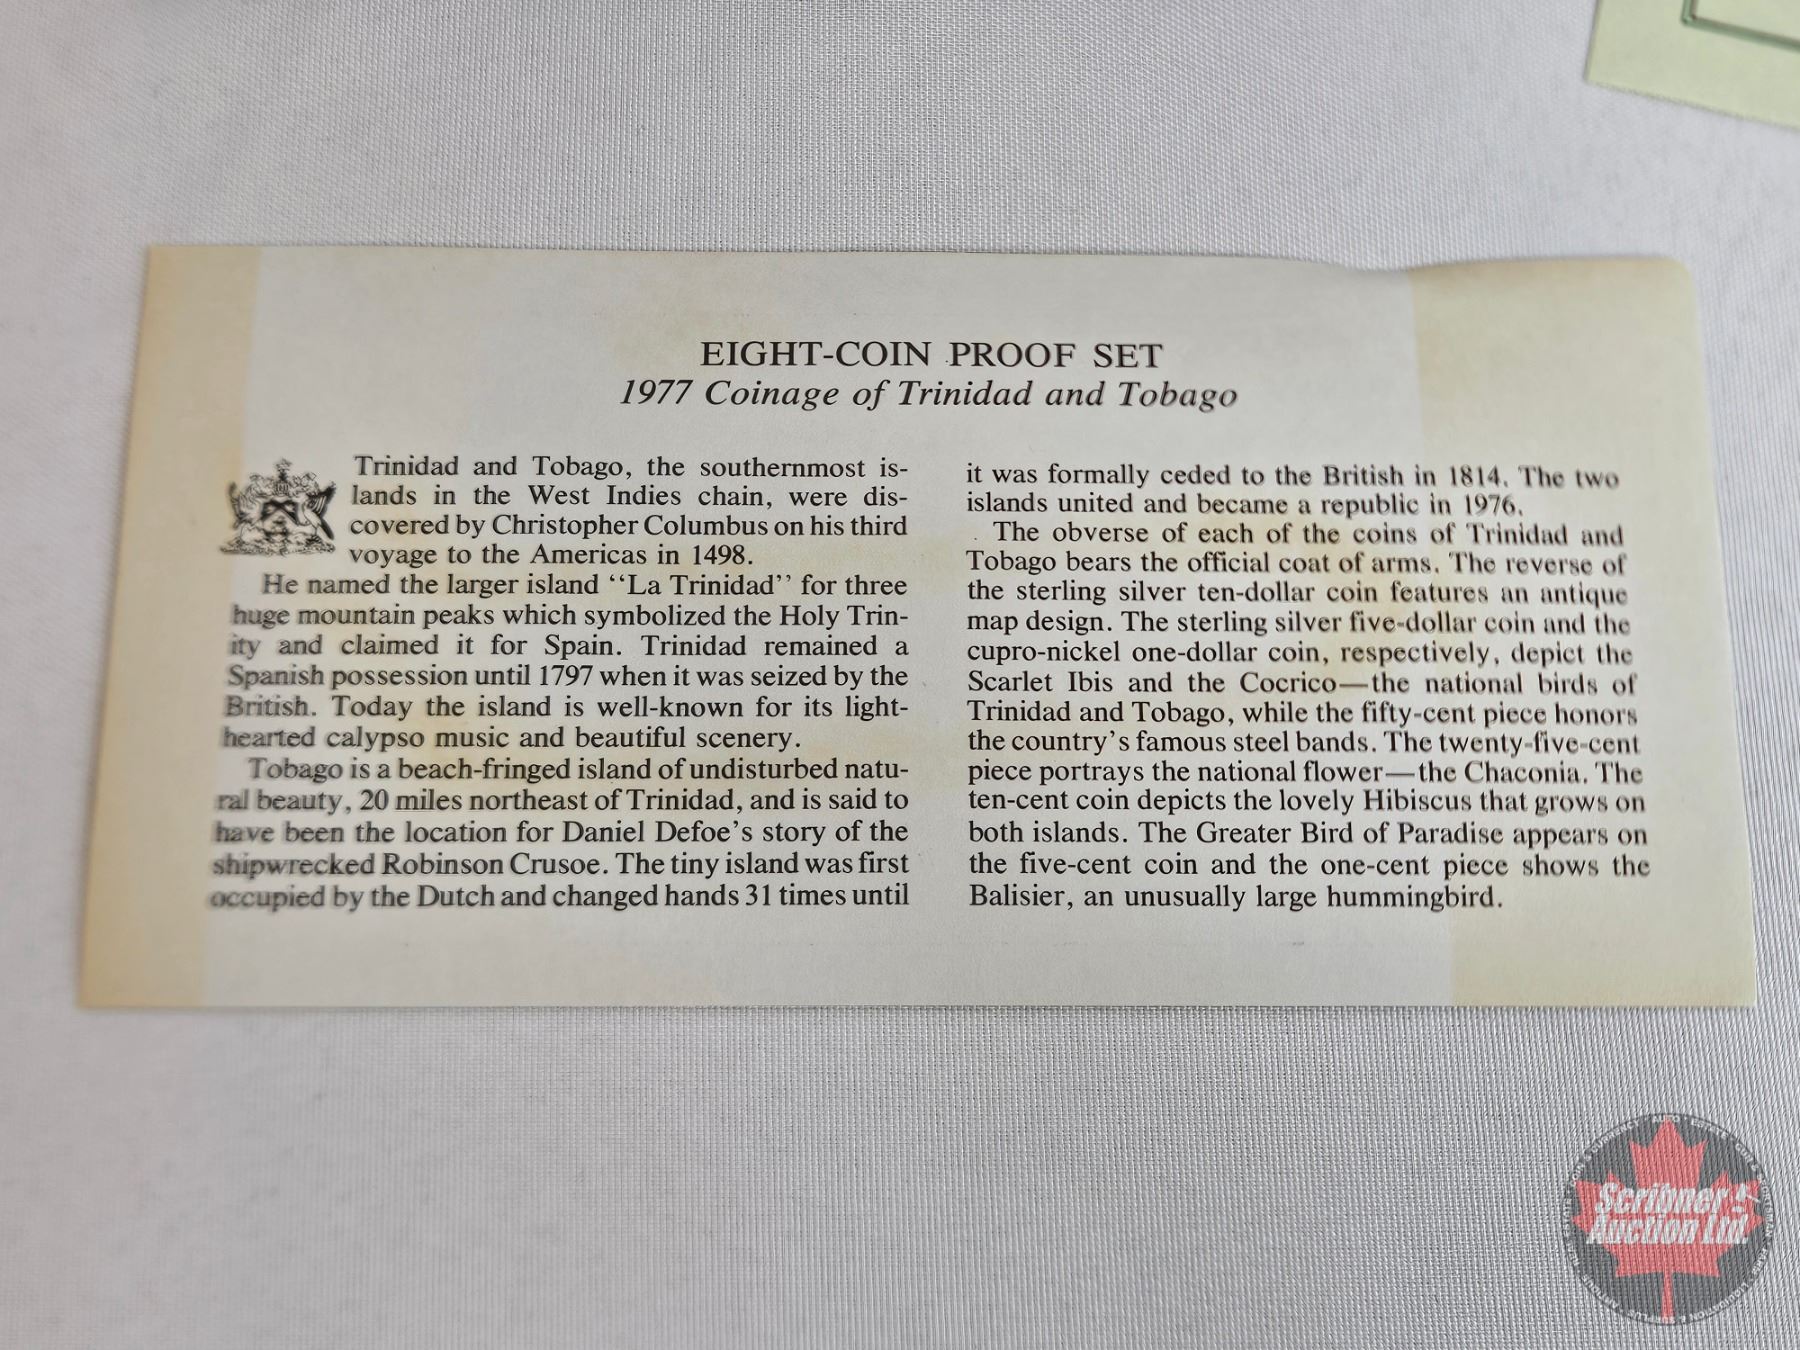 EIGHT-COIN PROOF SET
1977 Coinage of Trinidad and Tobago
Trinidad and Tobago, the southernmost is-
lands in the West Indies chain, were dis-
covered by Christopher Columbus on his third
voyage to the Americas in 1498.
He named the larger island “La Trinidad” for three
huge mountain peaks which symbolized the Holy Trin-
ity and claimed it for Spain. Trinidad remained a
Spanish possession until 1797 when it was seized by the
British. Today the island is well-known for its light-
hearted calypso music and beautiful scenery.
Tobago is a beach-fringed island of undisturbed natu-
ral beauty, 20 miles northeast of Trinidad, and is said to
have been the location for Daniel Defoe’s story of the
shipwrecked Robinson Crusoe. The tiny island was first
occupied by the Dutch and changed hands 31 times until
it was formally ceded to the British in 1814. The two
islands united and became a republic in 1976.
The obverse of each of the coins of Trinidad and
Tobago bears the official coat of arms. The reverse of
the sterling silver ten-dollar coin features an antique
map design. The sterling silver five-dollar coin and the
cupro-nickel one-dollar coin, respectively, depict the
Scarlet Ibis and the Cocrico—the national birds of
Trinidad and Tobago, while the fifty-cent piece honors
the country’s famous steel bands. The twenty-five-cent
piece portrays the national flower—the Chaconia. The
ten-cent coin depicts the lovely Hibiscus that grows on
both islands. The Greater Bird of Paradise appears on
the five-cent coin and the one-cent piece shows the
Balisier, an unusually large hummingbird.
Scribner
Auction Ltd.